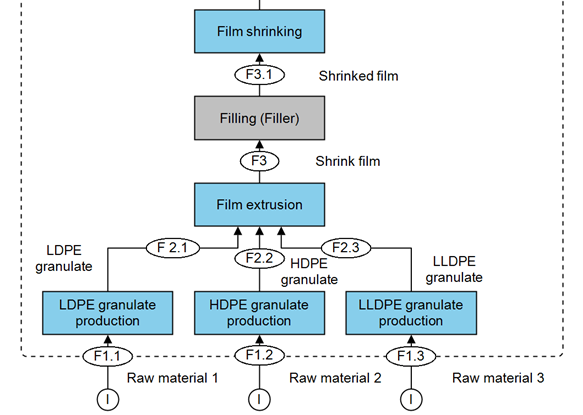 Film shrinking
F3.1
Shrinked film
Filling (Filler)
F3
Shrink film
Film extrusion
F 2.1
F2.2
F2.3
LDPE
granulate
HDPE
granulate
LLDPE
granulate
LDPE granulate
production
HDPE granulate
production
LLDPE granulate
production
F1.1
F1.2
F1.3
Raw material 1
Raw material 2
Raw material 3
I
I
I